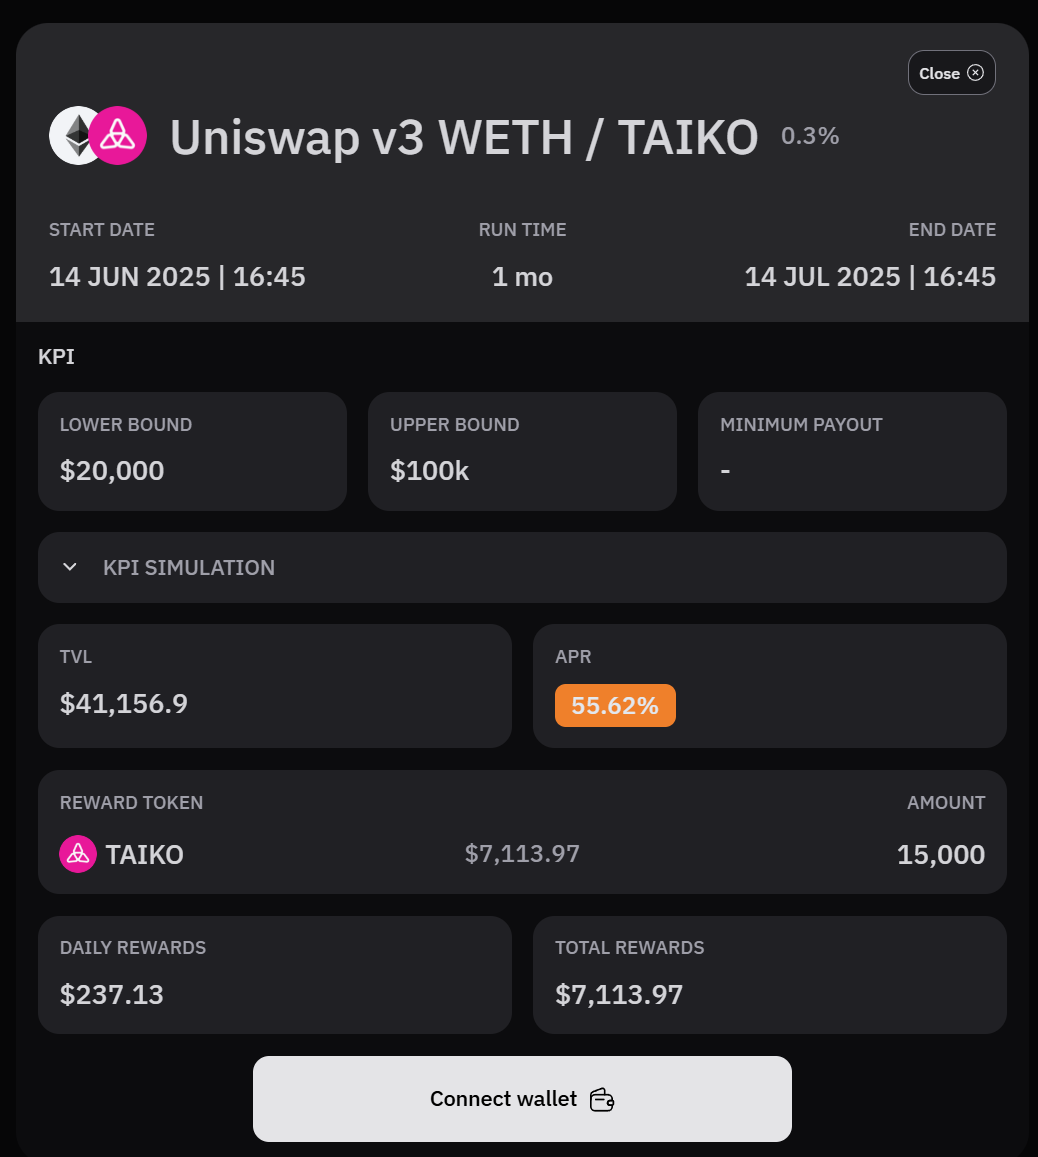 Close
Uniswap v3 WETH / TAIKO 0.3%
START DATE RUN TIME END DATE
14 JUN 2025 | 16:45 1 mo 14 JUL 2025 | 16:45
KPI
LOWER BOUND UPPER BOUND MINIMUM PAYOUT
$20,000 $100k -
KPI SIMULATION
TVL APR
$41,156.9 55.62%
REWARD TOKEN AMOUNT
TAIKO $7,113.97 15,000
DAILY REWARDS TOTAL REWARDS
$237.13 $7,113.97
Connect wallet